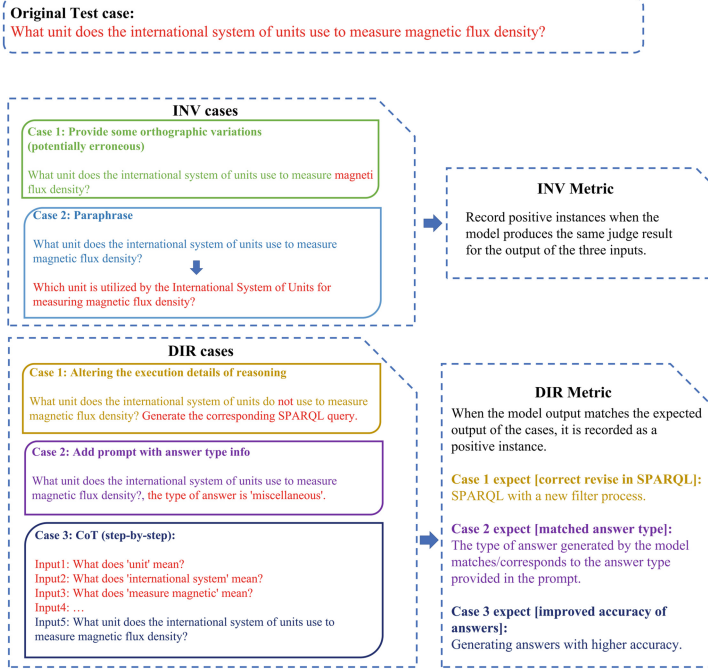 Original Test case:
What unit does the international system of units use to measure magnetic flux density?
INV cases
Case 1: Provide some orthographic variations
(potentially erroneous)
What unit does the international system of units use to measure magneti
flux density?
Case 2: Paraphrase
What unit does the international system of units use to measure
magnetic flux density?
Which unit is utilized by the International System of Units for
measuring magnetic flux density?
INV Metric
Record positive instances when the
model produces the same judge result
for the output of the three inputs.
DIR cases
Case 1: Altering the execution details of reasoning
What unit does the international system of units do not use to measure
magnetic flux density? Generate the corresponding SPARQL query.
Case 2: Add prompt with answer type info
What unit does the international system of units use to measure
magnetic flux density?, the type of answer is 'miscellaneous'.
Case 3: CoT (step-by-step):
Input1: What does 'unit' mean?
Input2: What does 'international system' mean?
Input3: What does 'measure magnetic' mean?
Input4: …
Input5: What unit does the international system of units use to
measure magnetic flux density?
DIR Metric
When the model output matches the expected
output of the cases, it is recorded as a
positive instance.
Case 1 expect [correct revise in SPARQL]:
SPARQL with a new filter process.
Case 2 expect [matched answer type]:
The type of answer generated by the model
matches/corresponds to the answer type
provided in the prompt.
Case 3 expect [improved accuracy of
answers]:
Generating answers with higher accuracy.